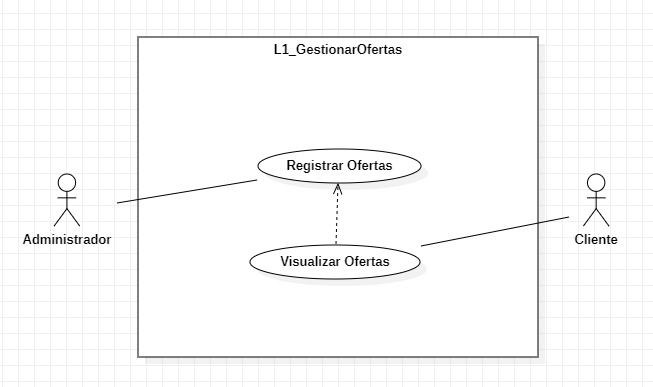 L1_GestionarOfertas
Registrar Ofertas
Administrador
Cliente
Visualizar Ofertas